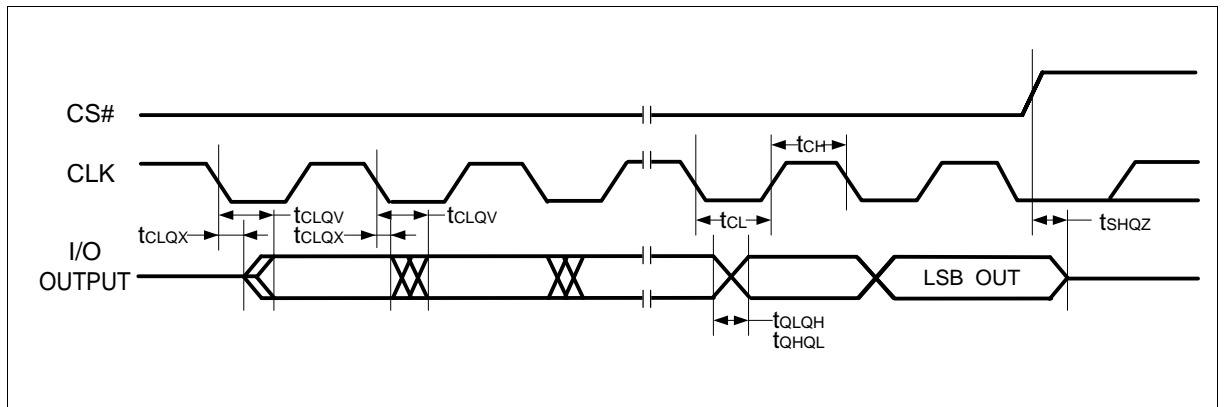 CS#
CLK
tCH
tCLQV
tCLQV
tCLQX
tCLQX
tCL
tSHQZ
I/O
OUTPUT
LSB OUT
tQLQH
tQHQL